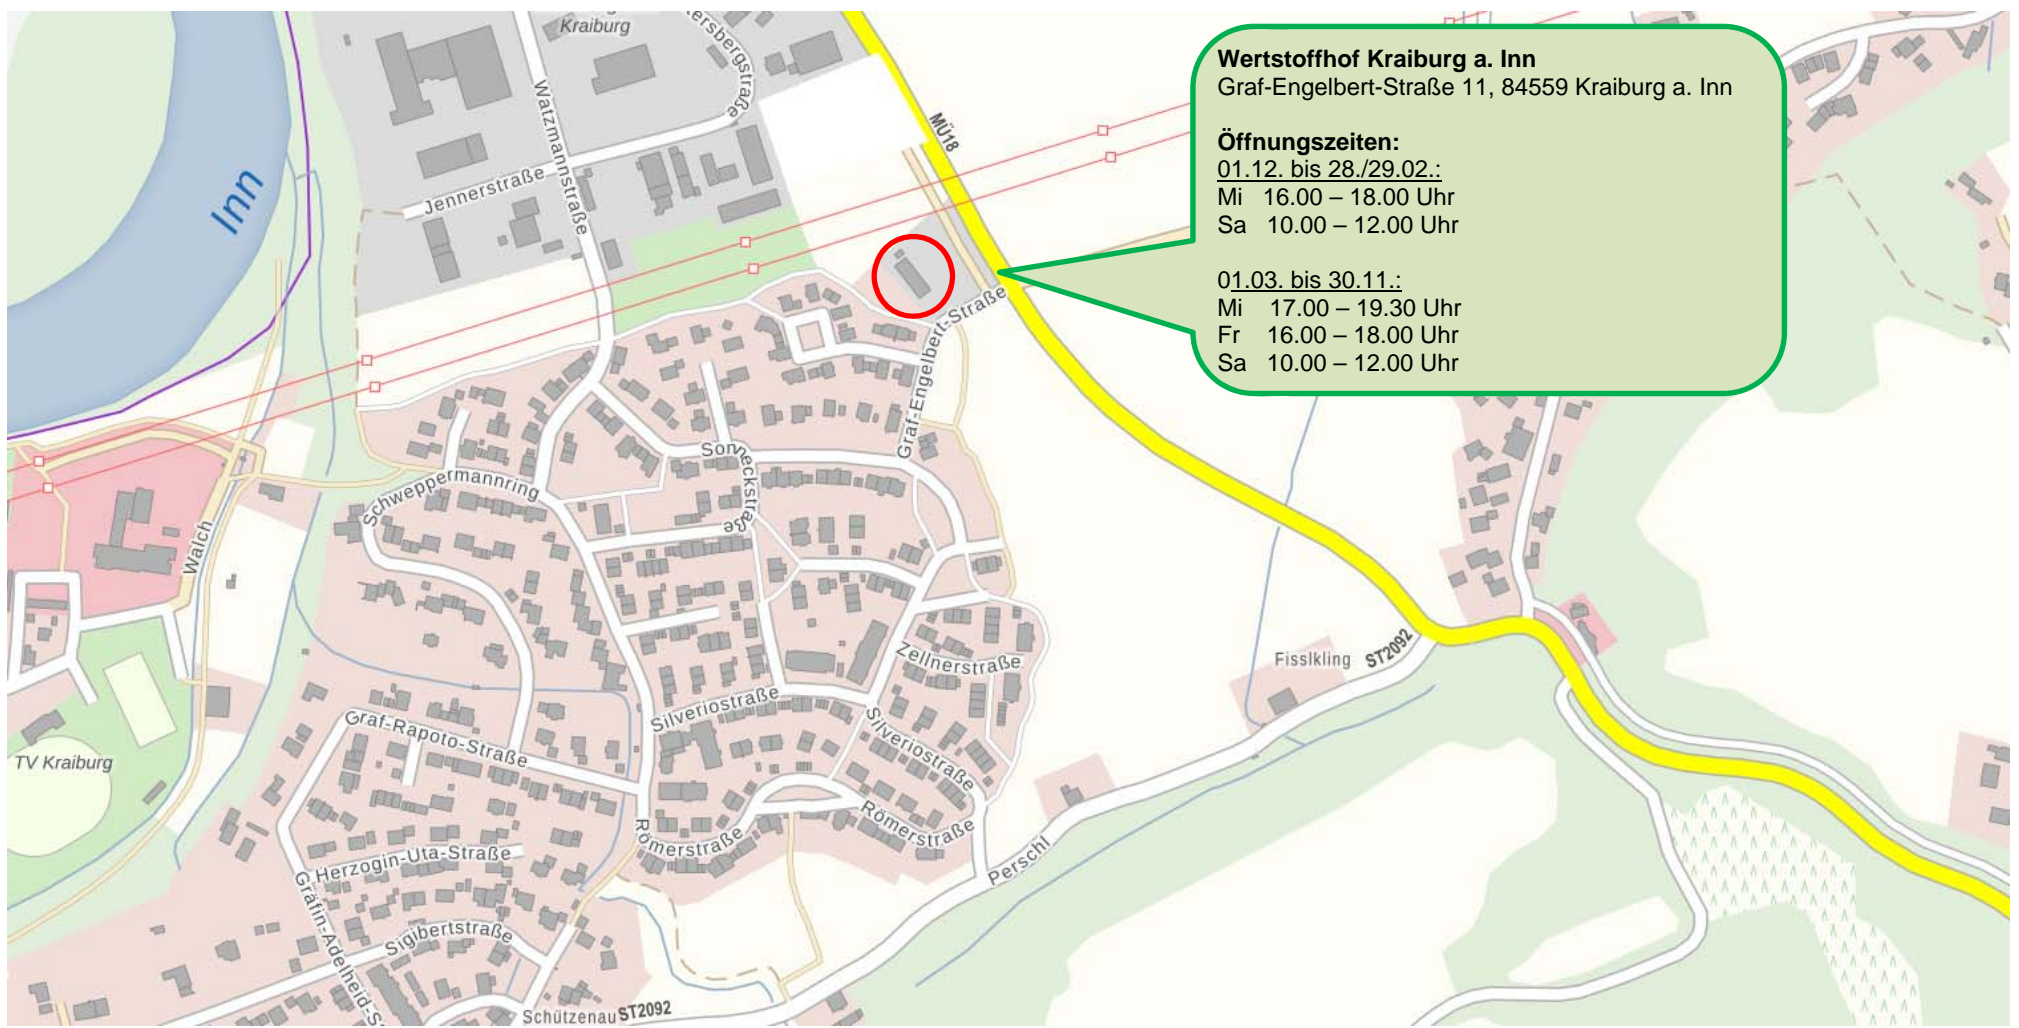 Kraiburg
Wertstoffhof Kraiburg a. Inn
Graf-Engelbert-Straße 11, 84559 Kraiburg a. Inn
Öffnungszeiten:
01.12. bis 28./29.02.:
Mi 16.00 – 18.00 Uhr
Sa 10.00 – 12.00 Uhr
01.03. bis 30.11.:
Mi 17.00 – 19.30 Uhr
Fr 16.00 – 18.00 Uhr
Sa 10.00 – 12.00 Uhr
ersbergstraße
Watzmannstraße
MÜ18
Jennerstraße
Inn
Graf-Engelbert-Straße
Sonneckstraße
Schweppermannring
Walch
Zellnerstraße
Fisslkling
ST2092
Silveriostraße
Silveriostraße
Graf-Rapoto-Straße
TV Kraiburg
Römerstraße
Römerstraße
Perschl
Herzogin-Uta-Straße
Gräfin-Adelheid-S
Sigibertstraße
Schützenau
ST2092